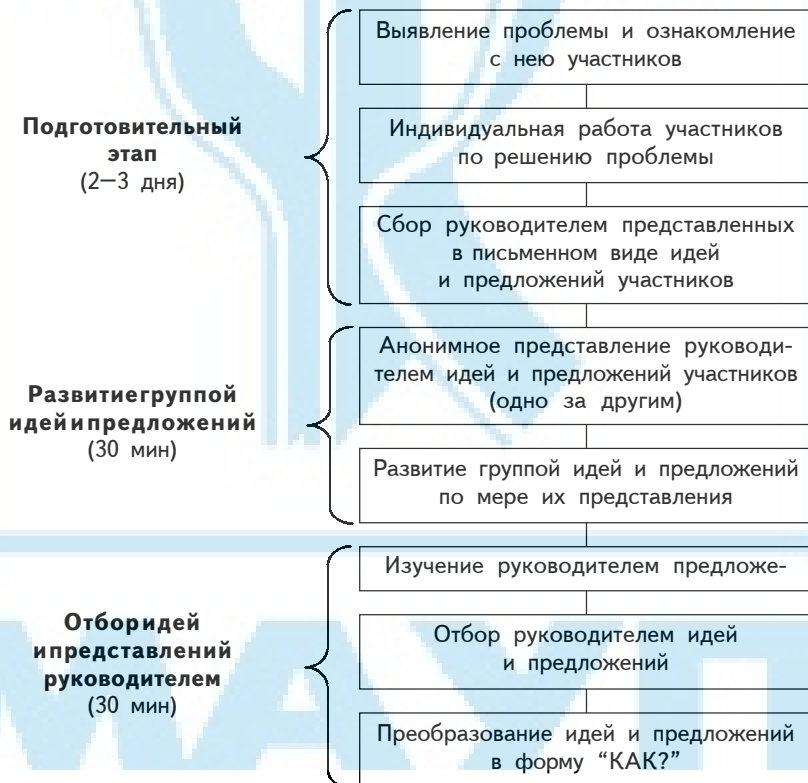 Выявление проблемы и ознакомление
с нею участников
Подготовительный
этап
(2—3 дня)
Индивидуальная работа участников
по решению проблемы
Сбор руководителем представленных
в письменном виде идей
и предложений участников
Анонимное представление руководи-
телем идей и предложений участников
(одно за другим)
Развитиегруппой
идейипредложений
(30 мин)
Развитие группой идей и предложений
по мере их представления
Изучение руководителем предложе-
Отборидей
ипредставлений
руководителем
(30 мин)
Отбор руководителем идей
и предложений
Преобразование идей и предложений
в форму “КАК?”
МАУП